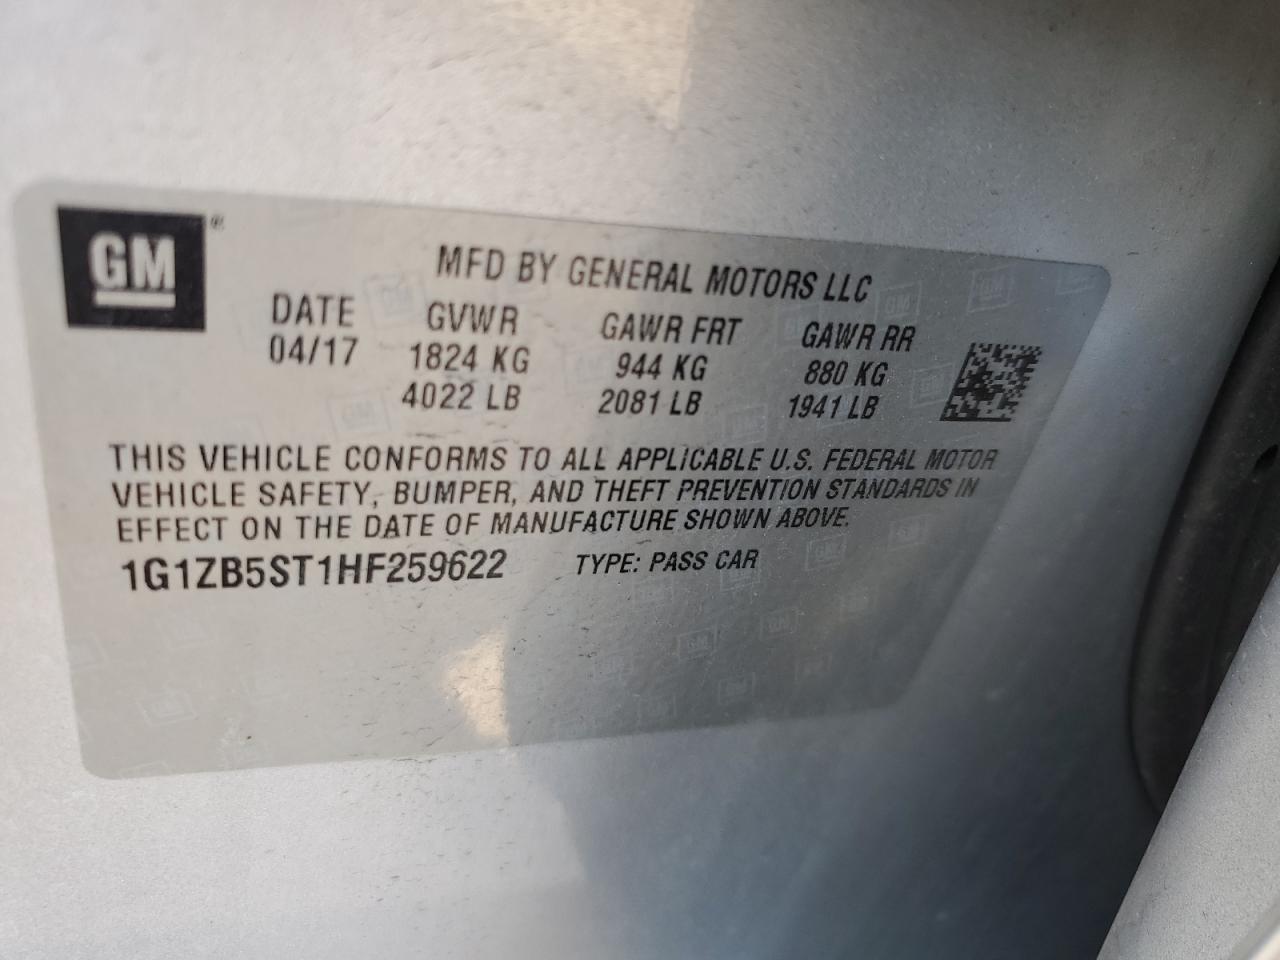 GM®
MFD BY GENERAL MOTORS LLC
DATE GVWR GAWR FRT GAWR RR
04/17 1824 KG 944 KG 880 KG
4022 LB 2081 LB 1941 LB
THIS VEHICLE CONFORMS TO ALL APPLICABLE U.S. FEDERAL MOTOR
VEHICLE SAFETY, BUMPER, AND THEFT PREVENTION STANDARDS IN
EFFECT ON THE DATE OF MANUFACTURE SHOWN ABOVE.
1G1ZB5ST1HF259622 TYPE: PASS CAR